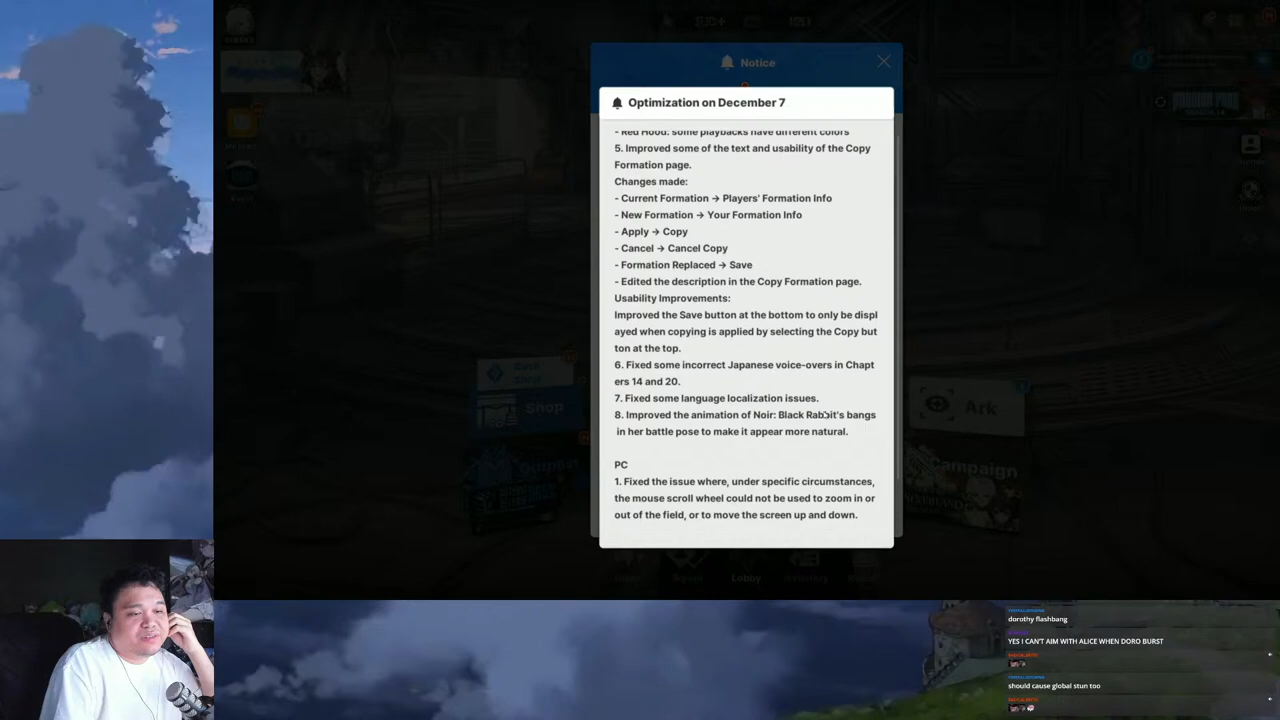 Notice
Optimization on December 7
- Red Hood: some playbacks have different colors
5. Improved some of the text and usability of the Copy
Formation page.
Changes made:
- Current Formation → Players' Formation Info
- New Formation → Your Formation Info
- Apply → Copy
- Cancel → Cancel Copy
- Formation Replaced → Save
- Edited the description in the Copy Formation page.
Usability Improvements:
Improved the Save button at the bottom to only be displ
ayed when copying is applied by selecting the Copy but
ton at the top.
6. Fixed some incorrect Japanese voice-overs in Chapt
ers 14 and 20.
7. Fixed some language localization issues.
8. Improved the animation of Noir: Black Rabbit's bangs
in her battle pose to make it appear more natural.
PC
1. Fixed the issue where, under specific circumstances,
the mouse scroll wheel could not be used to zoom in or
out of the field, or to move the screen up and down.
Shop
Ark
Lobby
dorothy flashbang
YES I CAN'T AIM WITH ALICE WHEN DORO BURST
should cause global stun too